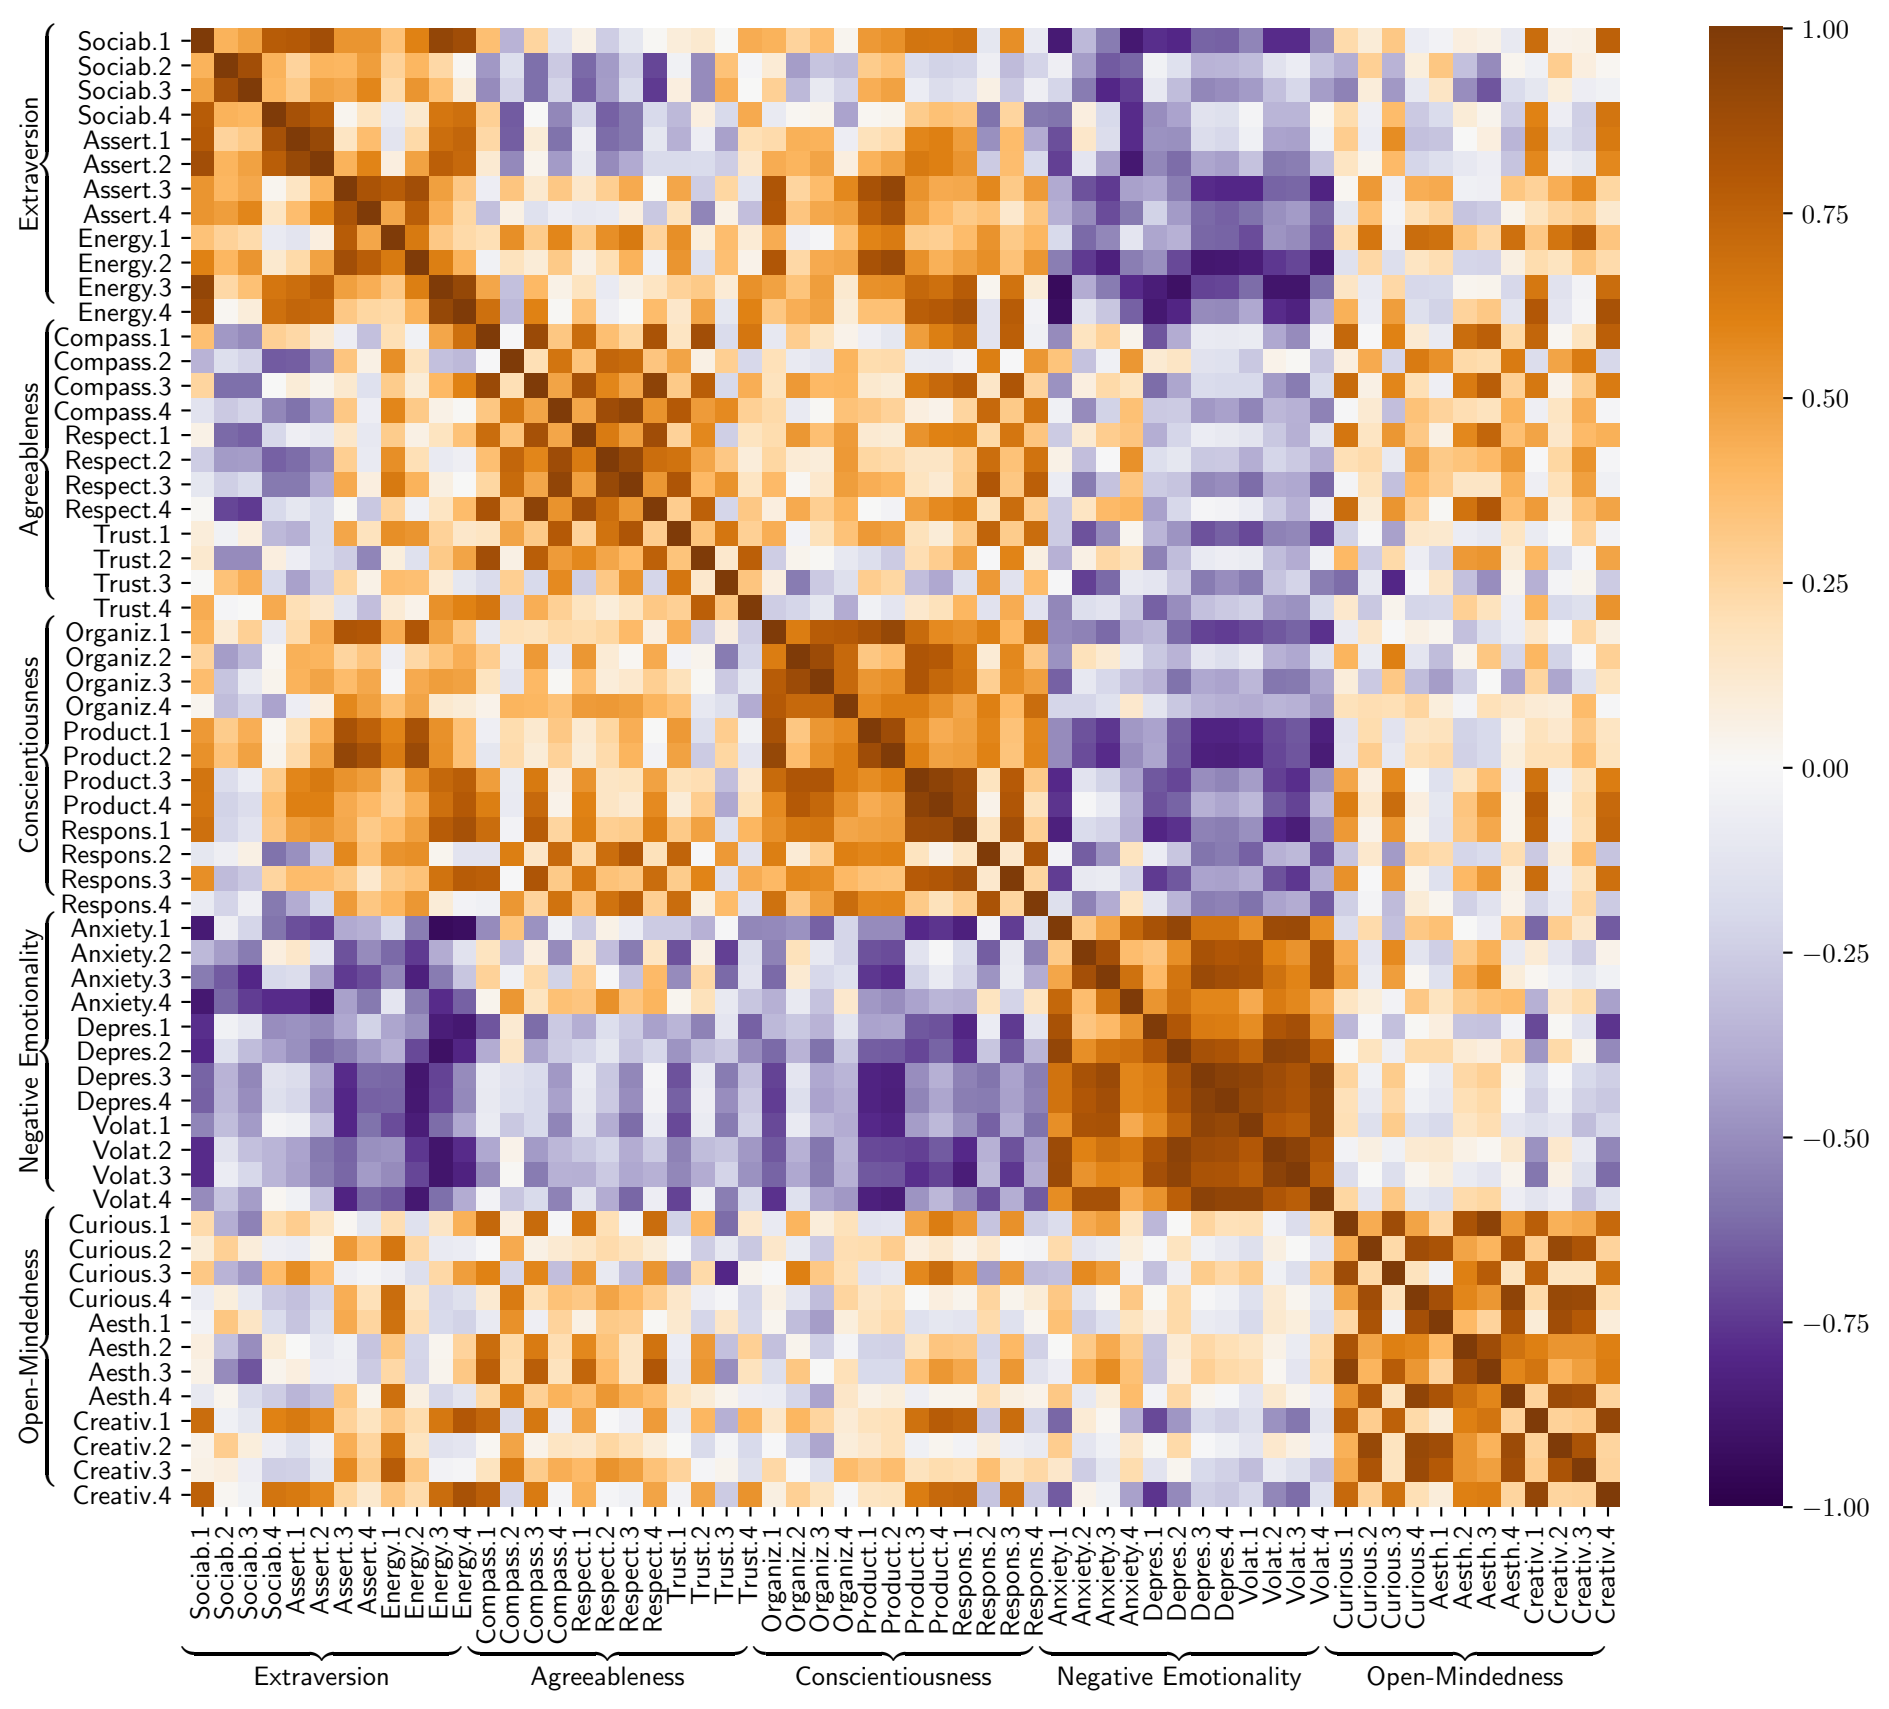 Extraversion
Agreeableness
Conscientiousness
Negative Emotionality
Open-Mindedness
Sociab.1
Sociab.2
Sociab.3
Sociab.4
Assert.1
Assert.2
Assert.3
Assert.4
Energy.1
Energy.2
Energy.3
Energy.4
Compass.1
Compass.2
Compass.3
Compass.4
Respect.1
Respect.2
Respect.3
Respect.4
Trust.1
Trust.2
Trust.3
Trust.4
Organiz.1
Organiz.2
Organiz.3
Organiz.4
Product.1
Product.2
Product.3
Product.4
Respons.1
Respons.2
Respons.3
Respons.4
Anxiety.1
Anxiety.2
Anxiety.3
Anxiety.4
Depres.1
Depres.2
Depres.3
Depres.4
Volat.1
Volat.2
Volat.3
Volat.4
Curious.1
Curious.2
Curious.3
Curious.4
Aesth.1
Aesth.2
Aesth.3
Aesth.4
Creativ.1
Creativ.2
Creativ.3
Creativ.4
Sociab.1
Sociab.2
Sociab.3
Sociab.4
Assert.1
Assert.2
Assert.3
Assert.4
Energy.1
Energy.2
Energy.3
Energy.4
Compass.1
Compass.2
Compass.3
Compass.4
Respect.1
Respect.2
Respect.3
Respect.4
Trust.1
Trust.2
Trust.3
Trust.4
Organiz.1
Organiz.2
Organiz.3
Organiz.4
Product.1
Product.2
Product.3
Product.4
Respons.1
Respons.2
Respons.3
Respons.4
Anxiety.1
Anxiety.2
Anxiety.3
Anxiety.4
Depres.1
Depres.2
Depres.3
Depres.4
Volat.1
Volat.2
Volat.3
Volat.4
Curious.1
Curious.2
Curious.3
Curious.4
Aesth.1
Aesth.2
Aesth.3
Aesth.4
Creativ.1
Creativ.2
Creativ.3
Creativ.4
Extraversion
Agreeableness
Conscientiousness
Negative Emotionality
Open-Mindedness
1.00
0.75
0.50
0.25
0.00
−0.25
−0.50
−0.75
−1.00